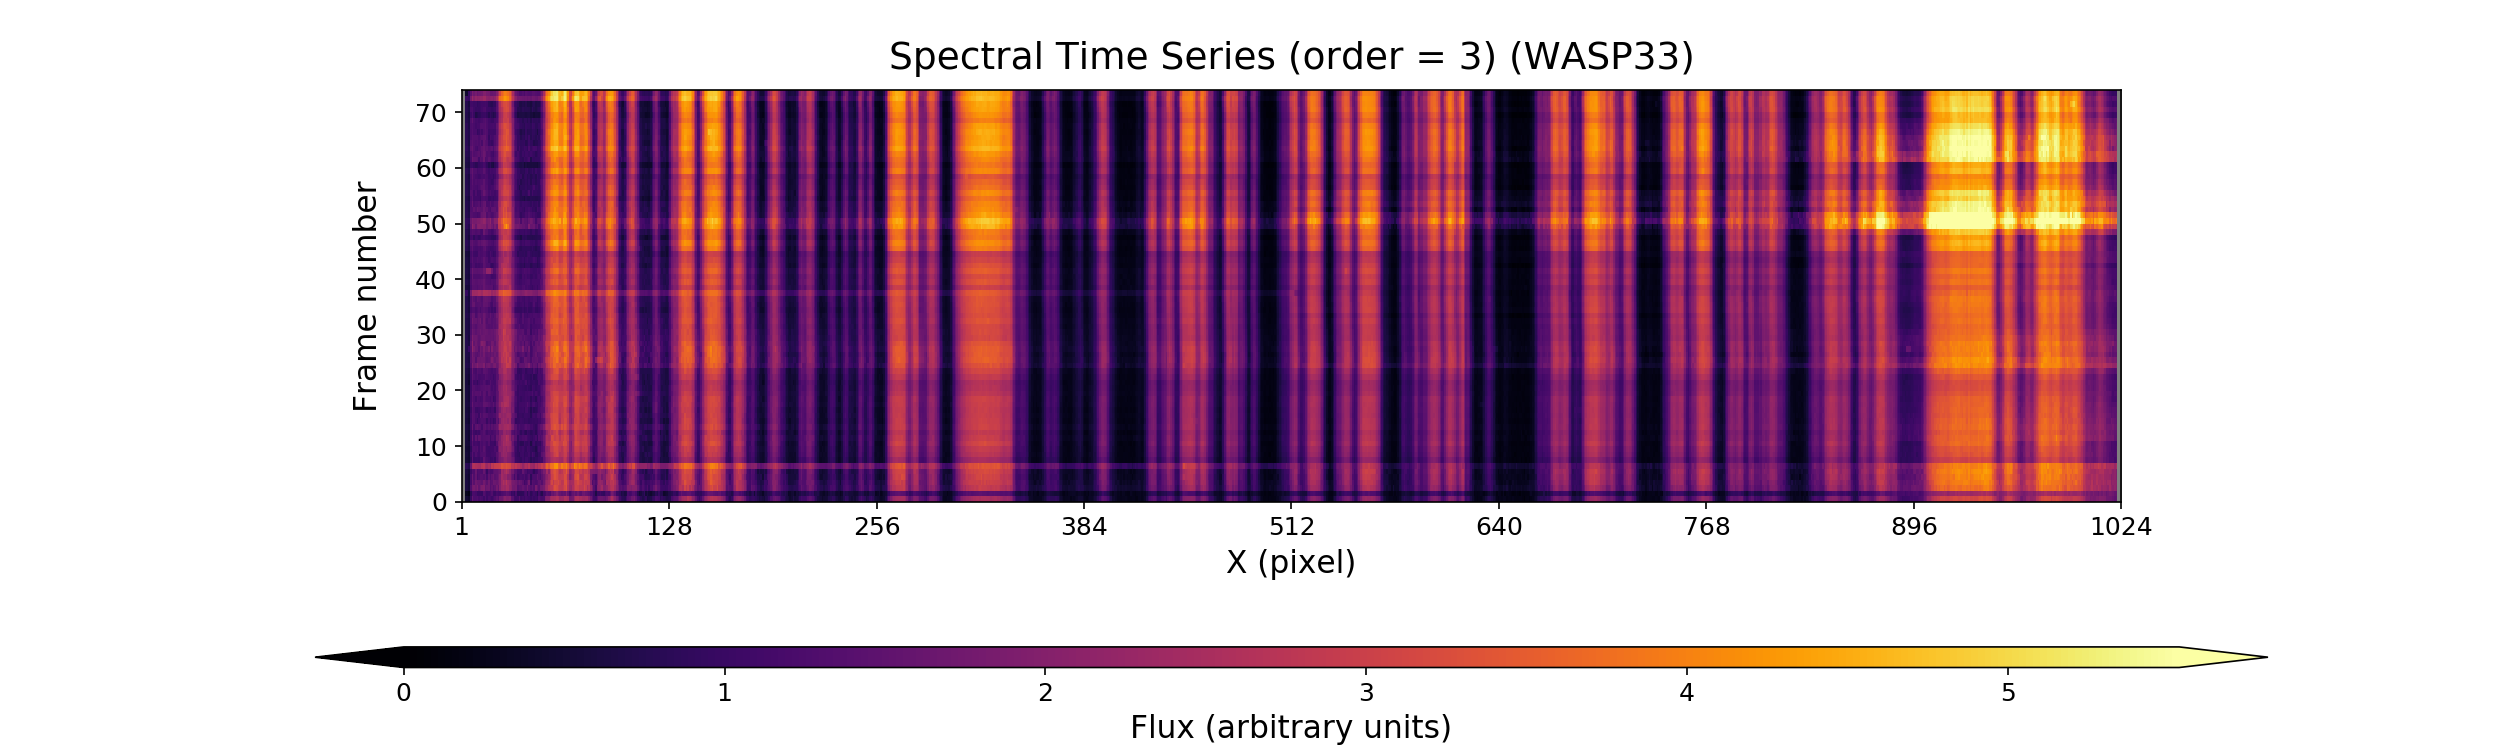 Spectral Time Series (order = 3) (WASP33)
Frame number
70
60
50
40
30
20
10
0
1 128 256 384 512 640 768 896 1024
X (pixel)
0 1 2 3 4 5
Flux (arbitrary units)